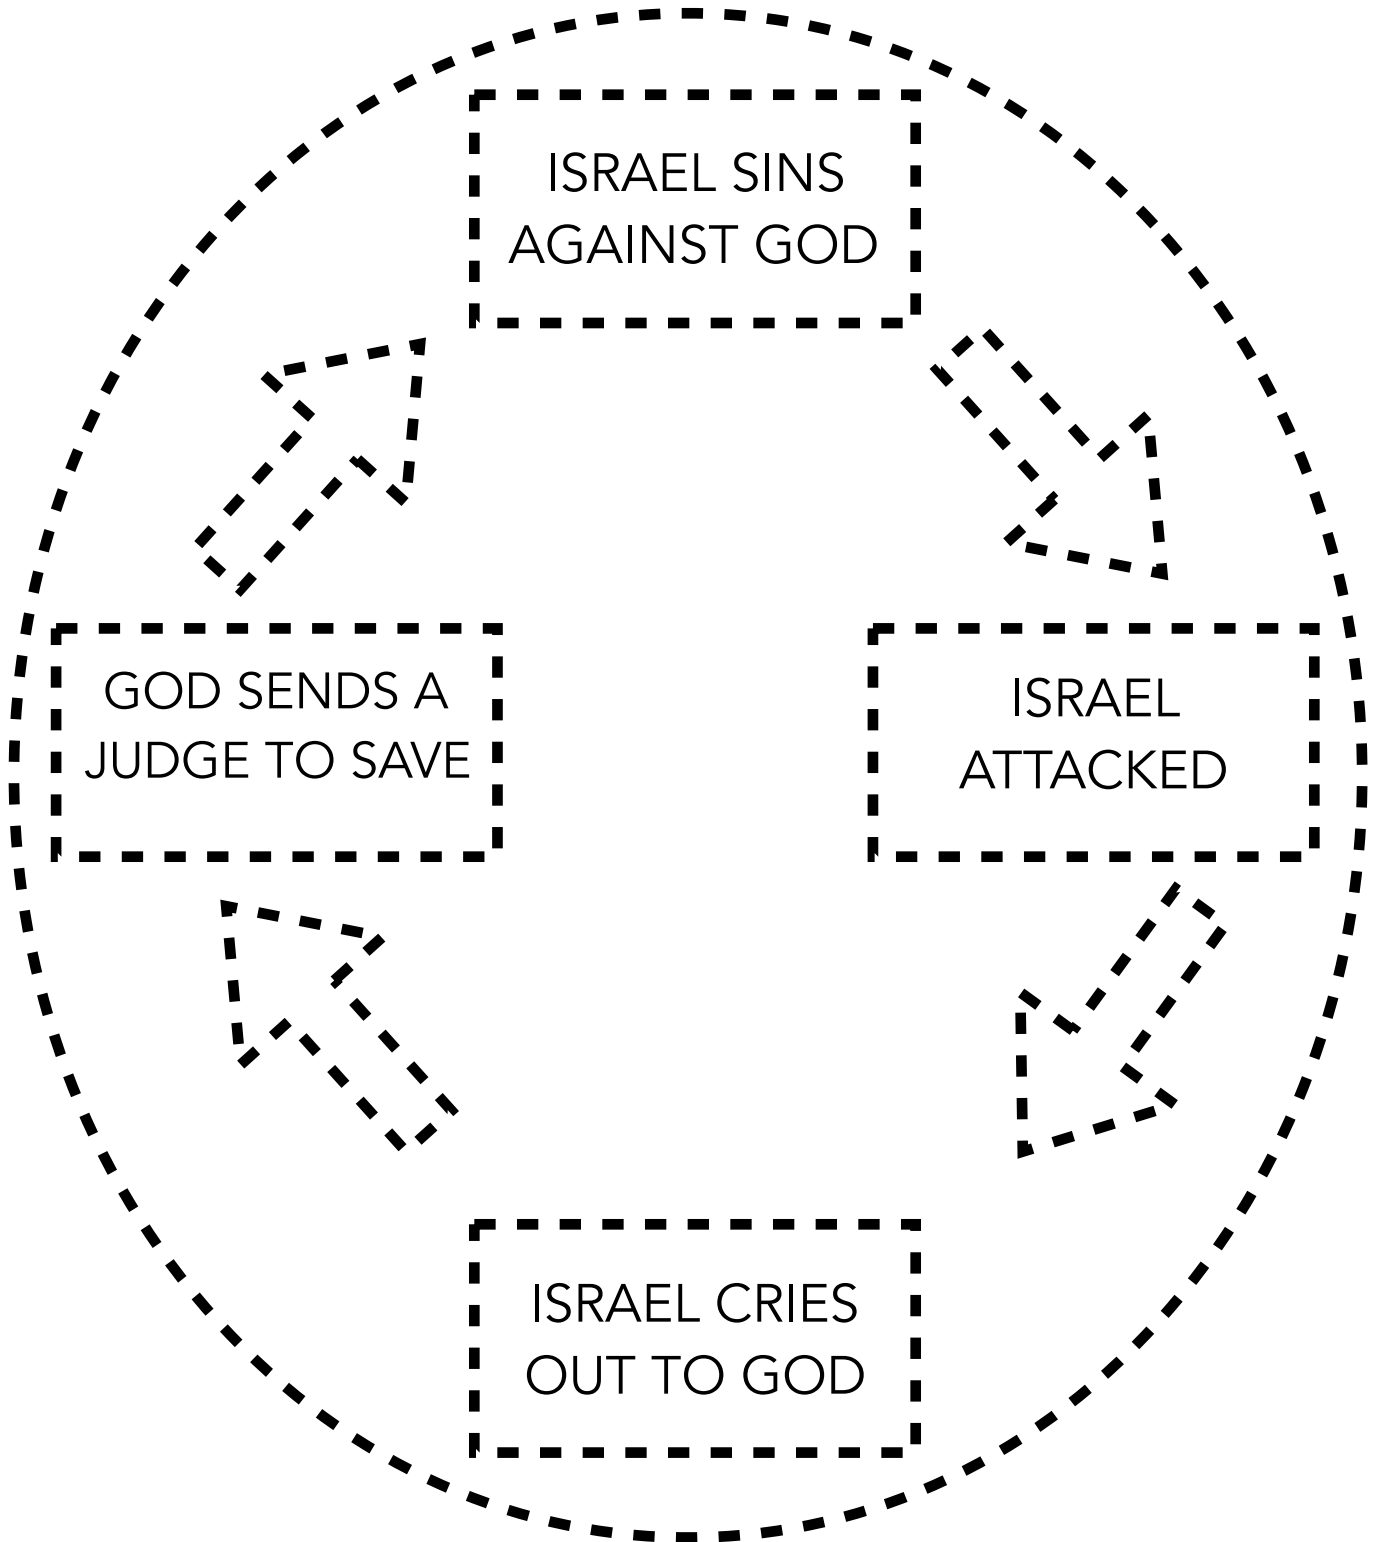 ISRAEL SINS
AGAINST GOD
GOD SENDS A
JUDGE TO SAVE
ISRAEL
ATTACKED
ISRAEL CRIES
OUT TO GOD